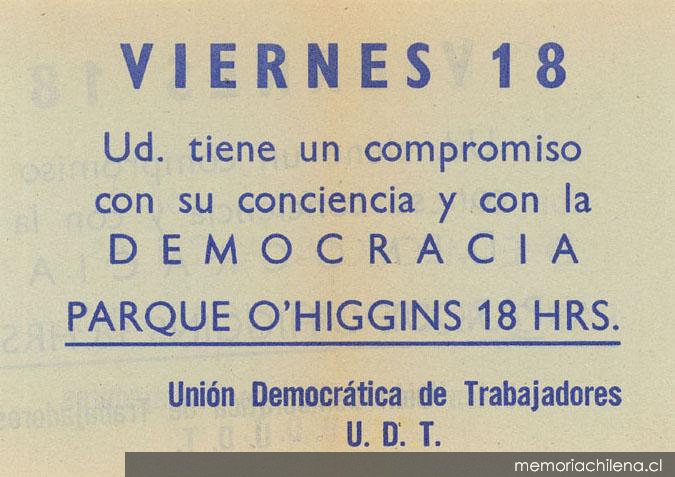 VIERNES 18
Ud. tiene un compromiso
con su conciencia y con la
DEMOCRACIA
PARQUE O'HIGGINS 18 HRS.
Unión Democrática de Trabajadores
U. D. T.
memoriachilena.cl